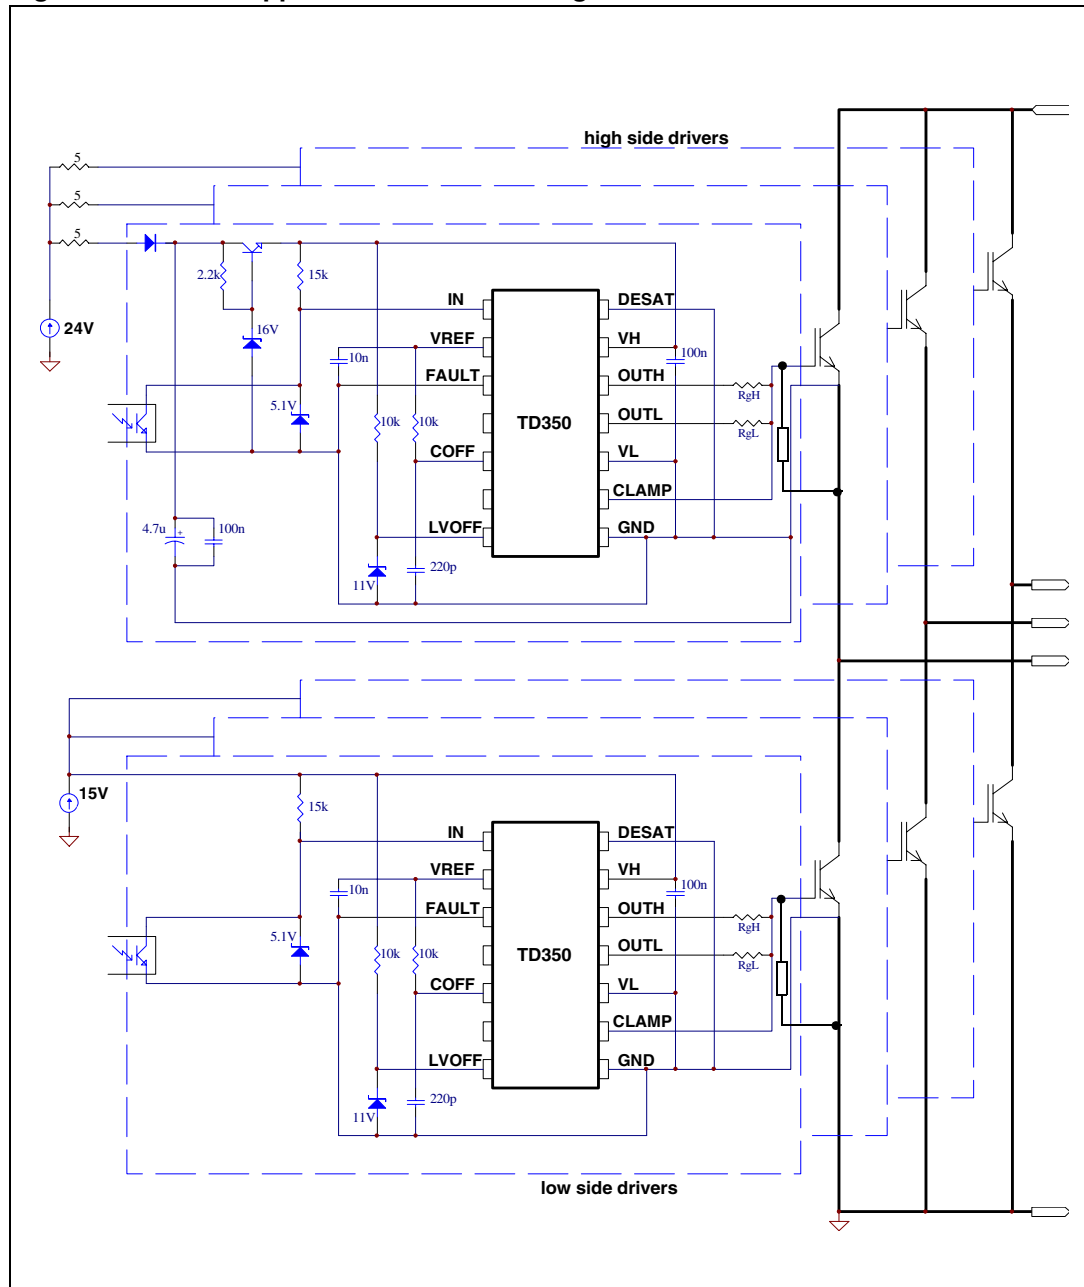 high side drivers
5
5
5
2.2k
15k
24V
16V
IN
DESAT
VREF
VH
10n
100n
FAULT
OUTH
RgH
5.1V
10k
10k
TD350
OUTL
RgL
COFF
VL
CLAMP
4.7u
+
100n
LVOFF
GND
11V
220p
15V
15k
IN
DESAT
VREF
VH
10n
100n
FAULT
OUTH
RgH
5.1V
10k
10k
TD350
OUTL
RgL
COFF
VL
CLAMP
LVOFF
GND
11V
220p
low side drivers